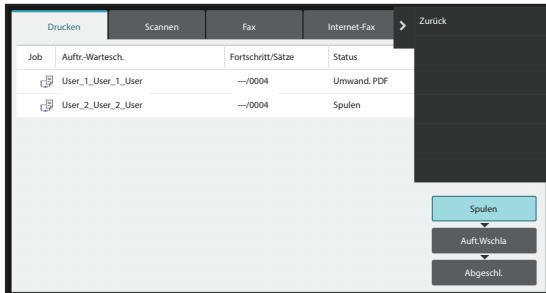 Drucken Scannen Fax Internet-Fax Zurück
Job Auftr.-Wartesch. Fortschritt/Sätze Status
User_1_User_1_User ---/0004 Umwand. PDF
User_2_User_2_User ---/0004 Spulen
Spulen
Auft.Wschla
Abgeschl.